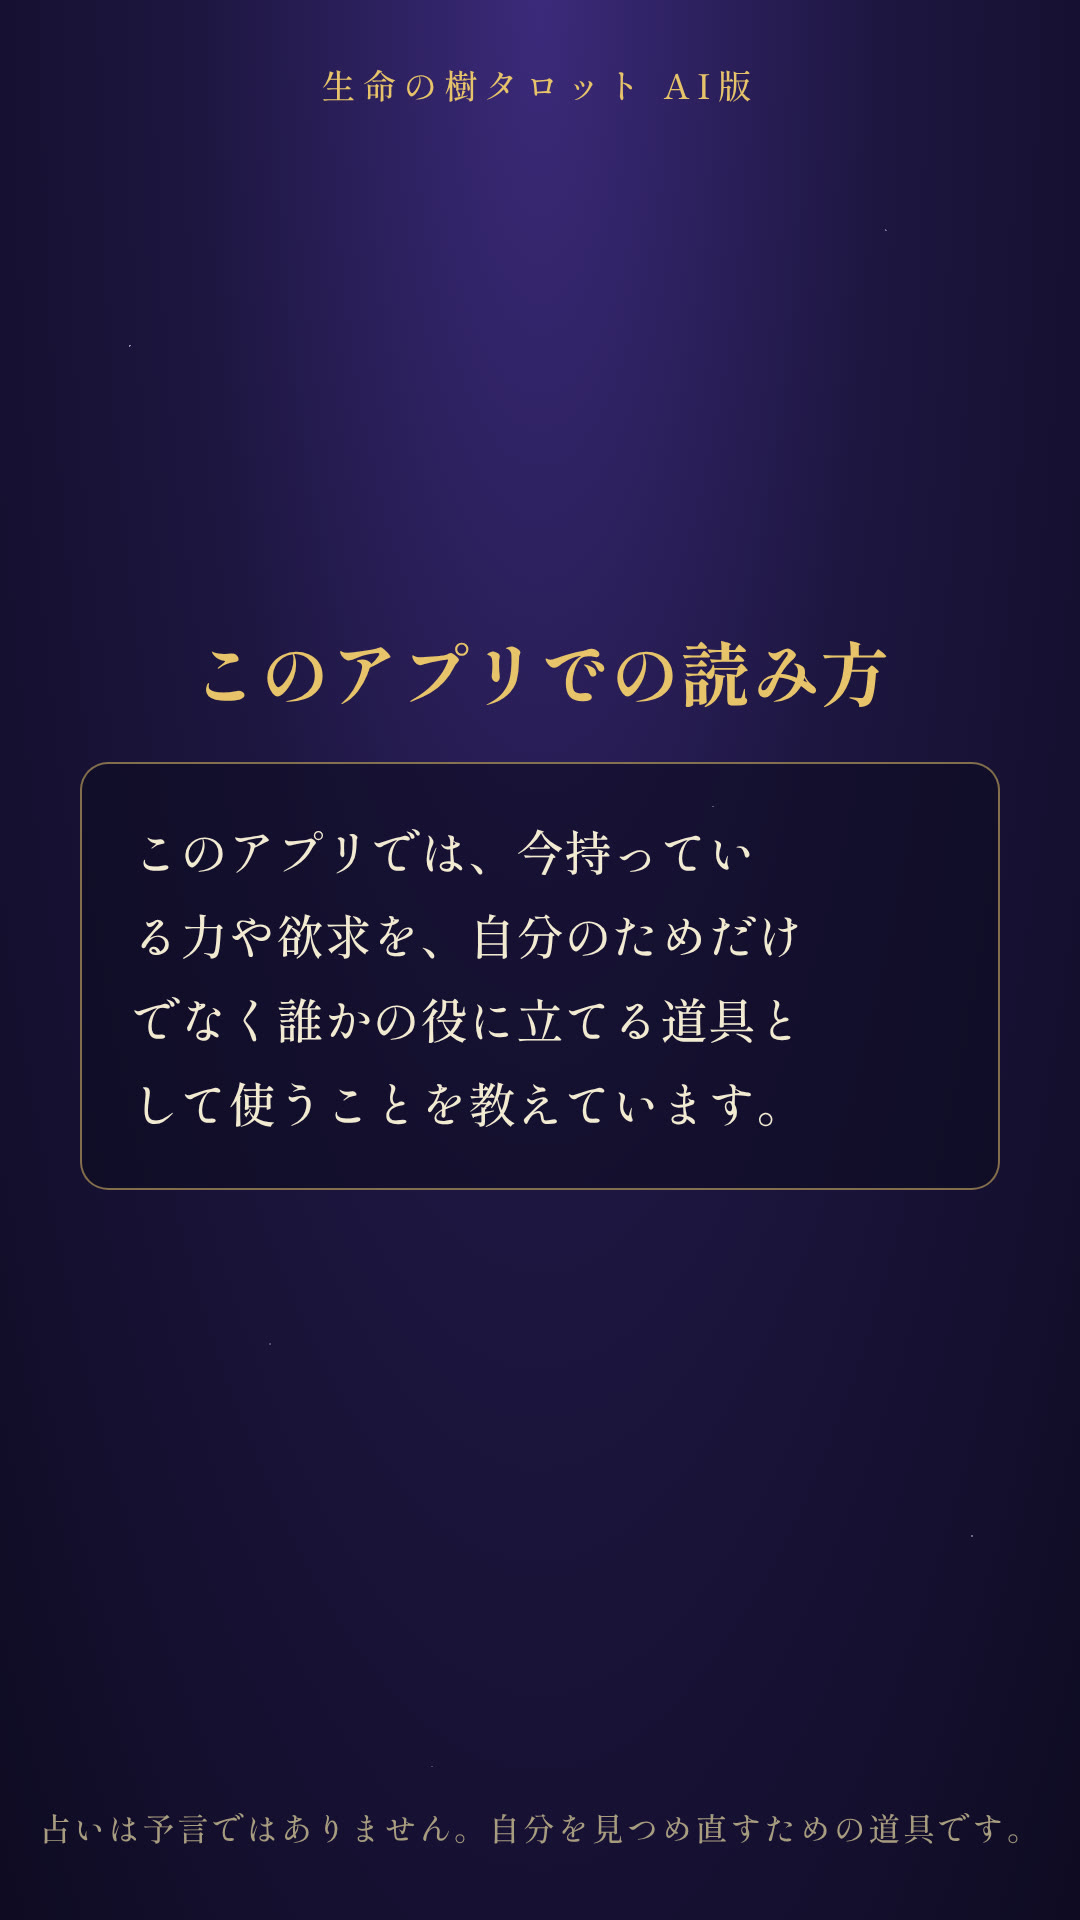 生命の樹タロット AI版
このアプリでの読み方
このアプリでは、今持ってい
る力や欲求を、自分のためだけ
でなく誰かの役に立てる道具と
して使うことを教えています。
占いは予言ではありません。自分を見つめ直すための道具です。